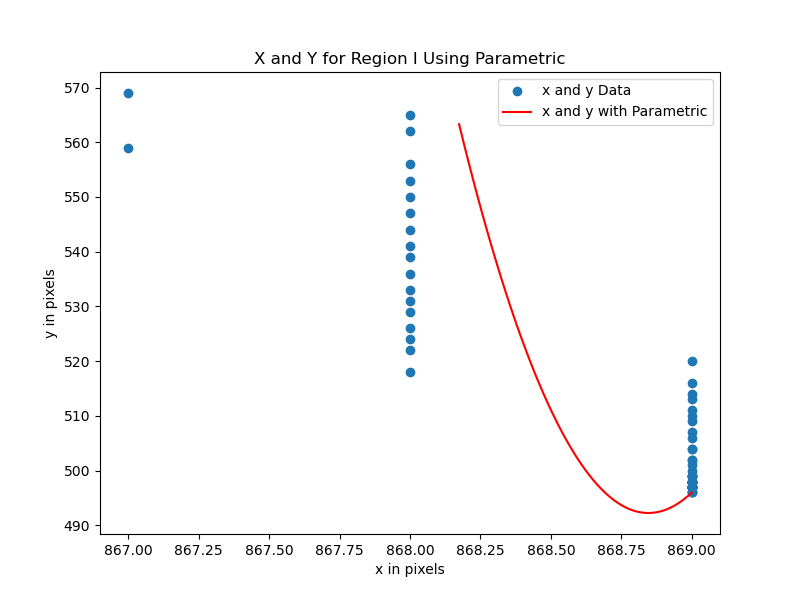 X and Y for Region I Using Parametric
x and y Data
x and y with Parametric
570
560
550
540
530
520
510
500
490
y in pixels
867.00 867.25 867.50 867.75 868.00 868.25 868.50 868.75 869.00
x in pixels